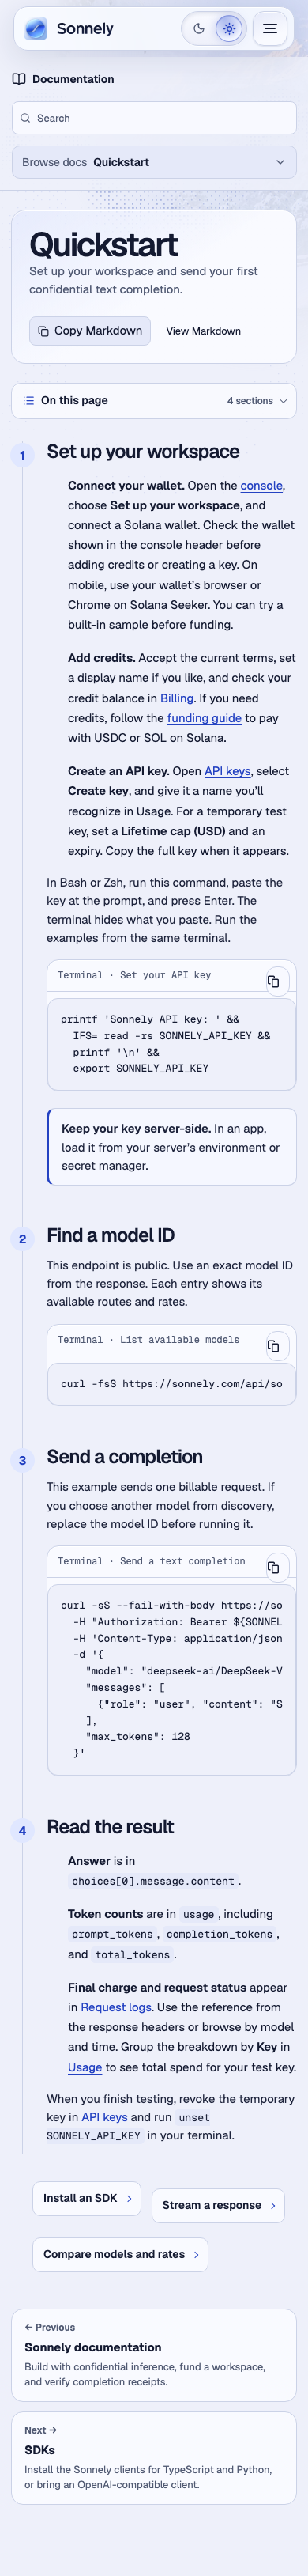 Sonnely
Documentation
Search
Browse docs Quickstart
Quickstart
Set up your workspace and send your first
confidential text completion.
Copy Markdown View Markdown
On this page 4 sections
1 Set up your workspace
Connect your wallet. Open the console,
choose Set up your workspace, and
connect a Solana wallet. Check the wallet
shown in the console header before
adding credits or creating a key. On
mobile, use your wallet's browser or
Chrome on Solana Seeker. You can try a
built-in sample before funding.
Add credits. Accept the current terms, set
a display name if you like, and check your
credit balance in Billing. If you need
credits, follow the funding guide to pay
with USDC or SOL on Solana.
Create an API key. Open API keys, select
Create key, and give it a name you'll
recognize in Usage. For a temporary test
key, set a Lifetime cap (USD) and an
expiry. Copy the full key when it appears.
In Bash or Zsh, run this command, paste the
key at the prompt, and press Enter. The
terminal hides what you paste. Run the
examples from the same terminal.
Terminal · Set your API key
printf 'Sonnely API key: ' &&
IFS= read -rs SONNELY_API_KEY &&
printf '\n' &&
export SONNELY_API_KEY
Keep your key server-side. In an app,
load it from your server's environment or
secret manager.
2 Find a model ID
This endpoint is public. Use an exact model ID
from the response. Each entry shows its
available routes and rates.
Terminal · List available models
curl -fsS https://sonnely.com/api/so
3 Send a completion
This example sends one billable request. If
you choose another model from discovery,
replace the model ID before running it.
Terminal · Send a text completion
curl -sS --fail-with-body https://so
-H "Authorization: Bearer ${SONNEL
-H 'Content-Type: application/json
-d '{
"model": "deepseek-ai/DeepSeek-V
"messages": [
{"role": "user", "content": "S
],
"max_tokens": 128
}'
4 Read the result
Answer is in
choices[0].message.content.
Token counts are in usage, including
prompt_tokens, completion_tokens,
and total_tokens.
Final charge and request status appear
in Request logs. Use the reference from
the response headers or browse by model
and time. Group the breakdown by Key in
Usage to see total spend for your test key.
When you finish testing, revoke the temporary
key in API keys and run unset
SONNELY_API_KEY in your terminal.
Install an SDK > Stream a response >
Compare models and rates >
← Previous
Sonnely documentation
Build with confidential inference, fund a workspace,
and verify completion receipts.
Next →
SDKs
Install the Sonnely clients for TypeScript and Python,
or bring an OpenAI-compatible client.